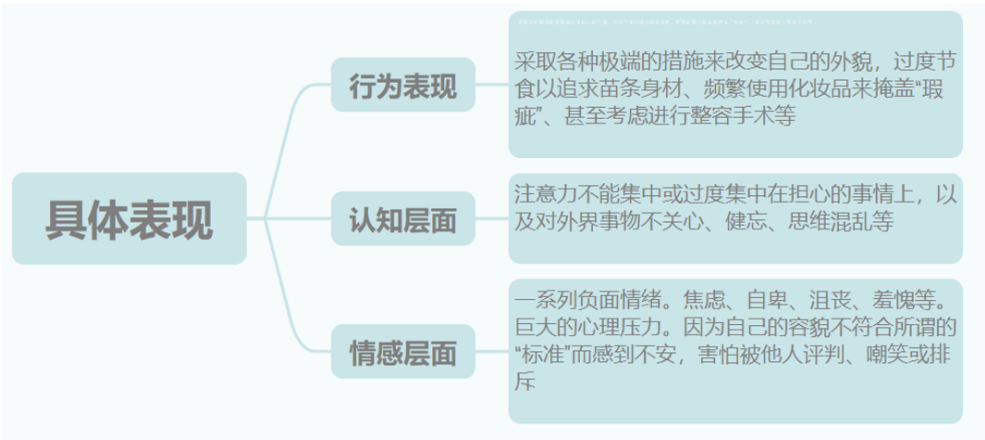 具体表现
行为表现
采取各种极端的措施来改变自己的外貌，过度节
食以追求苗条身材、频繁使用化妆品来掩盖“瑕
疵”、甚至考虑进行整容手术等
认知层面
注意力不能集中或过度集中在担心的事情上，以
及对外界事物不关心、健忘、思维混乱等
情感层面
一系列负面情绪。焦虑、自卑、沮丧、羞愧等。
巨大的心理压力。因为自己的容貌不符合所谓的
“标准”而感到不安，害怕被他人评判、嘲笑或排
斥